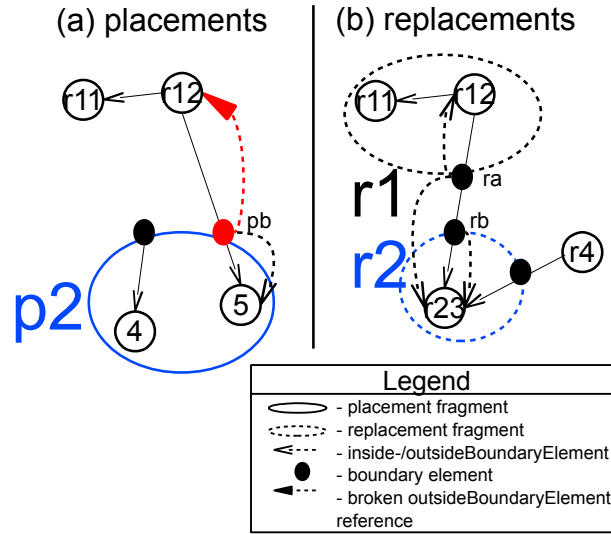 (a) placements
(b) replacements
r11
r12
pb
p2
4
5
r11
r12
r1
ra
rb
r2
r23
r4
Legend
- placement fragment
- replacement fragment
- inside-/outsideBoundaryElement
- boundary element
- broken outsideBoundaryElement
reference